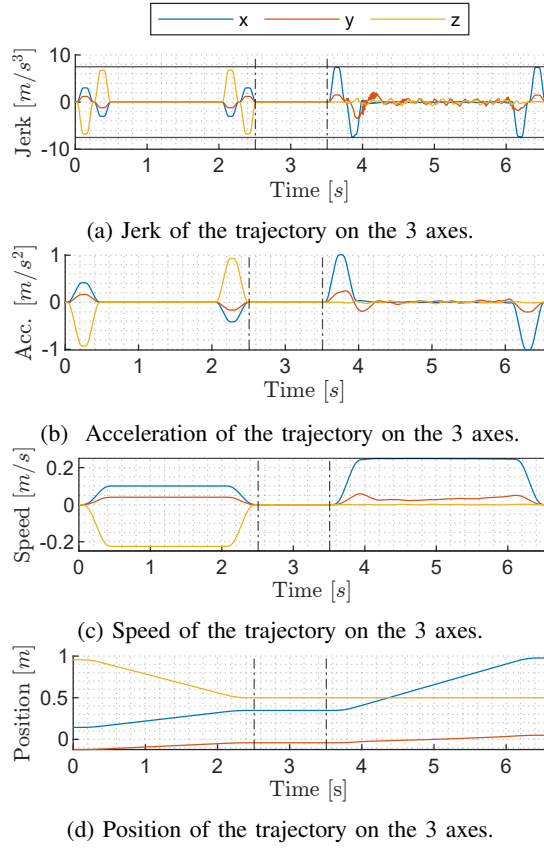 x y z
10
0
-10
Jerk [m/s³]
0 1 2 3 4 5 6
Time [s]
(a) Jerk of the trajectory on the 3 axes.
1
0
-1
Acc. [m/s²]
0 1 2 3 4 5 6
Time [s]
(b) Acceleration of the trajectory on the 3 axes.
0.2
0
-0.2
Speed [m/s]
0 1 2 3 4 5 6
Time [s]
(c) Speed of the trajectory on the 3 axes.
1
0.5
0
Position [m]
0 1 2 3 4 5 6
Time [s]
(d) Position of the trajectory on the 3 axes.